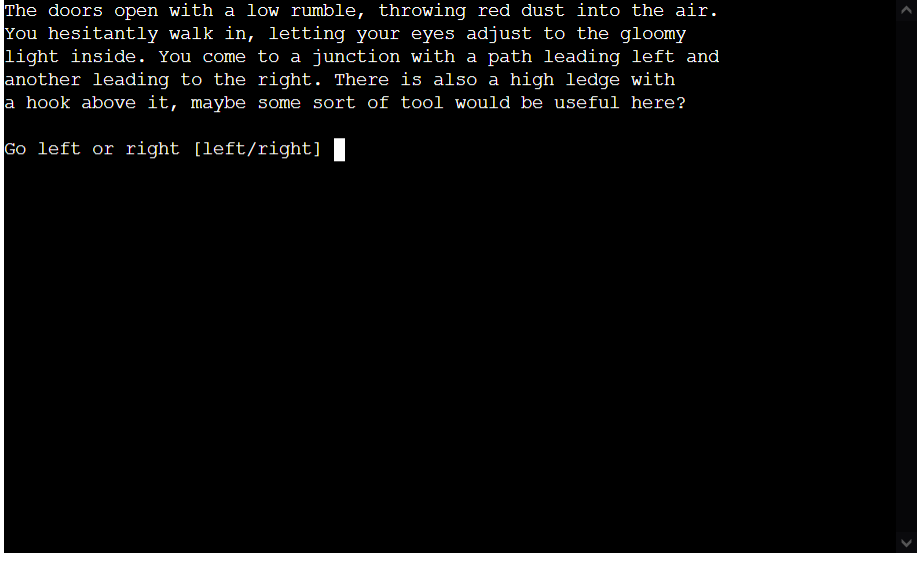 The doors open with a low rumble, throwing red dust into the air.
You hesitantly walk in, letting your eyes adjust to the gloomy
light inside. You come to a junction with a path leading left and
another leading to the right. There is also a high ledge with
a hook above it, maybe some sort of tool would be useful here?
Go left or right [left/right]